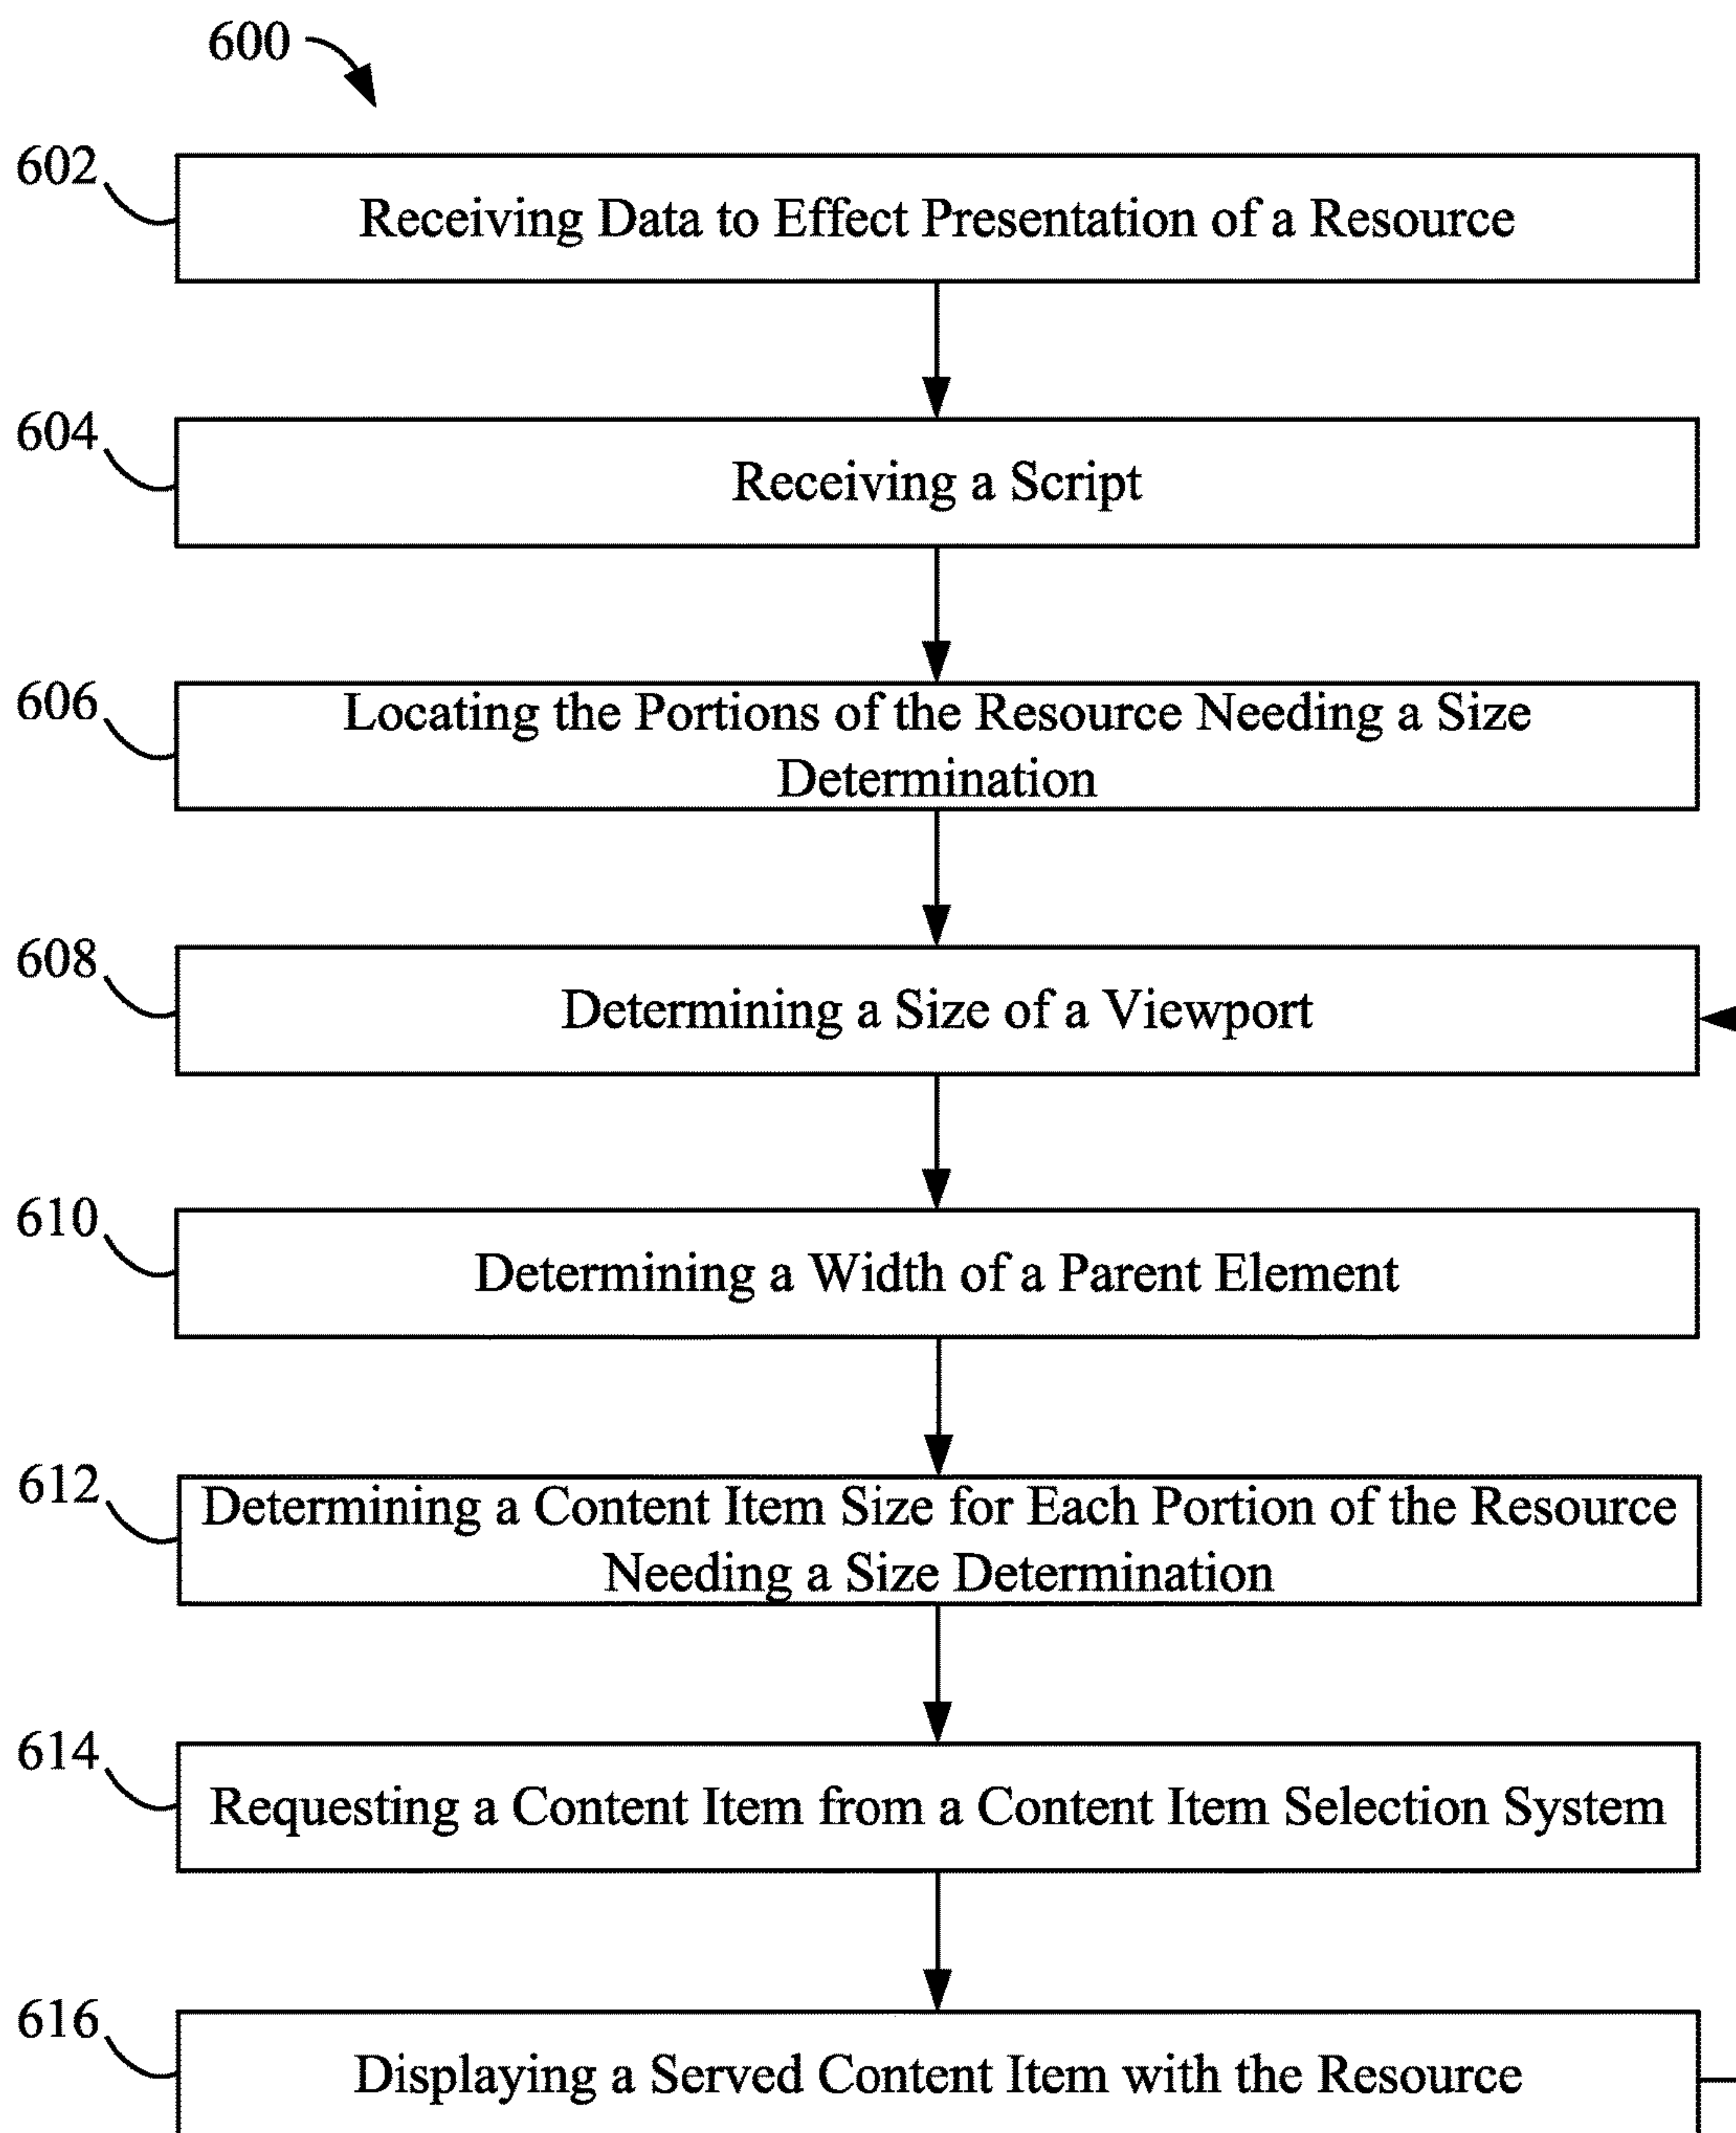 600
602
Receiving Data to Effect Presentation of a Resource
604
Receiving a Script
606
Locating the Portions of the Resource Needing a Size
Determination
608
Determining a Size of a Viewport
610
Determining a Width of a Parent Element
612
Determining a Content Item Size for Each Portion of the Resource
Needing a Size Determination
614
Requesting a Content Item from a Content Item Selection System
616
Displaying a Served Content Item with the Resource